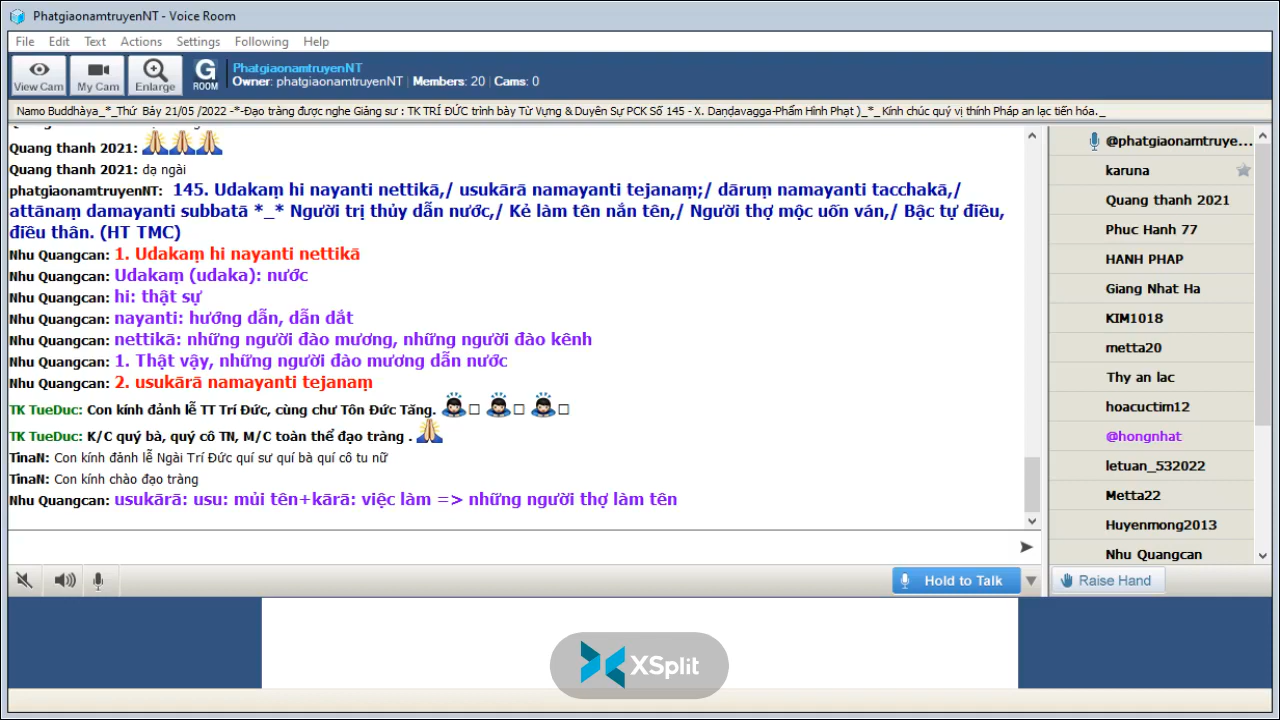 PhatgiaonamtruyenNT - Voice Room
File Edit Text Actions Settings Following Help
View Cam My Cam Enlarge G ROOM
PhatgiaonamtruyenNT
Owner: phatgiaonamtruyenNT | Members: 20 | Cams: 0
Namo Buddhàya_*_Thứ Bảy 21/05 /2022 -*-Đạo tràng được nghe Giảng sư : TK TRÍ ĐỨC trình bày Từ Vựng & Duyên Sự PCK Số 145 - X. Daṇḍavagga-Phẩm Hình Phạt )_*_ Kính chúc quý vị thính Pháp an lạc tiến hóa._
Quang thanh 2021:
Quang thanh 2021: dạ ngài
phatgiaonamtruyenNT: 145. Udakaṃ hi nayanti nettikā,/ usukārā namayanti tejanaṃ;/ dāruṃ namayanti tacchakā,/
attānaṃ damayanti subbatā *_* Người trị thủy dẫn nước,/ Kẻ làm tên nắn tên,/ Người thợ mộc uốn ván,/ Bậc tự điều,
điều thân. (HT TMC)
Nhu Quangcan: 1. Udakaṃ hi nayanti nettikā
Nhu Quangcan: Udakaṃ (udaka): nước
Nhu Quangcan: hi: thật sự
Nhu Quangcan: nayanti: hướng dẫn, dẫn dắt
Nhu Quangcan: nettikā: những người đào mương, những người đào kênh
Nhu Quangcan: 1. Thật vậy, những người đào mương dẫn nước
Nhu Quangcan: 2. usukārā namayanti tejanaṃ
TK TueDuc: Con kính đảnh lễ TT Trí Đức, cùng chư Tôn Đức Tăng.
TK TueDuc: K/C quý bà, quý cô TN, M/C toàn thể đạo tràng .
TinaN: Con kính đảnh lễ Ngài Trí Đức quí sư quí bà quí cô tu nữ
TinaN: Con kính chào đạo tràng
Nhu Quangcan: usukārā: usu: mủi tên+kārā: việc làm => những người thợ làm tên
@phatgiaonamtruye...
karuna
Quang thanh 2021
Phuc Hanh 77
HANH PHAP
Giang Nhat Ha
KIM1018
metta20
Thy an lac
hoacuctim12
@hongnhat
letuan_532022
Metta22
Huyenmong2013
Nhu Quangcan
Hold to Talk
Raise Hand
XSplit